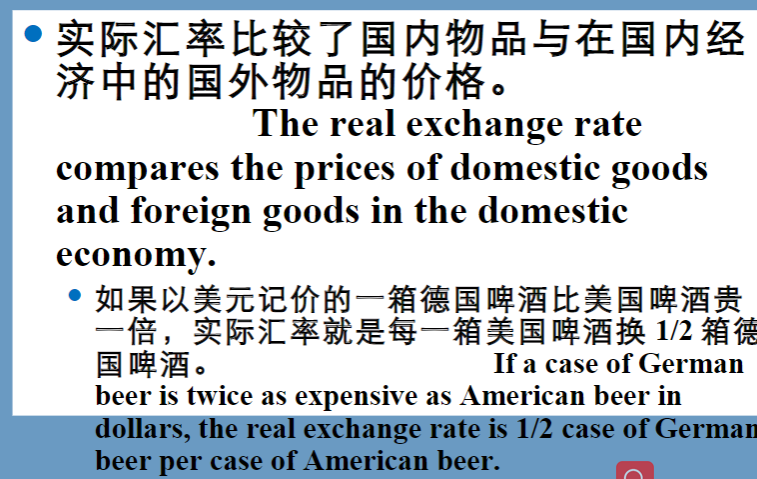 实际汇率比较了国内物品与在国内经
济中的国外物品的价格。
The real exchange rate
compares the prices of domestic goods
and foreign goods in the domestic
economy.
如果以美元记价的一箱德国啤酒比美国啤酒贵
一倍，实际汇率就是每一箱美国啤酒换 1/2 箱德
国啤酒。 If a case of German
beer is twice as expensive as American beer in
dollars, the real exchange rate is 1/2 case of German
beer per case of American beer.